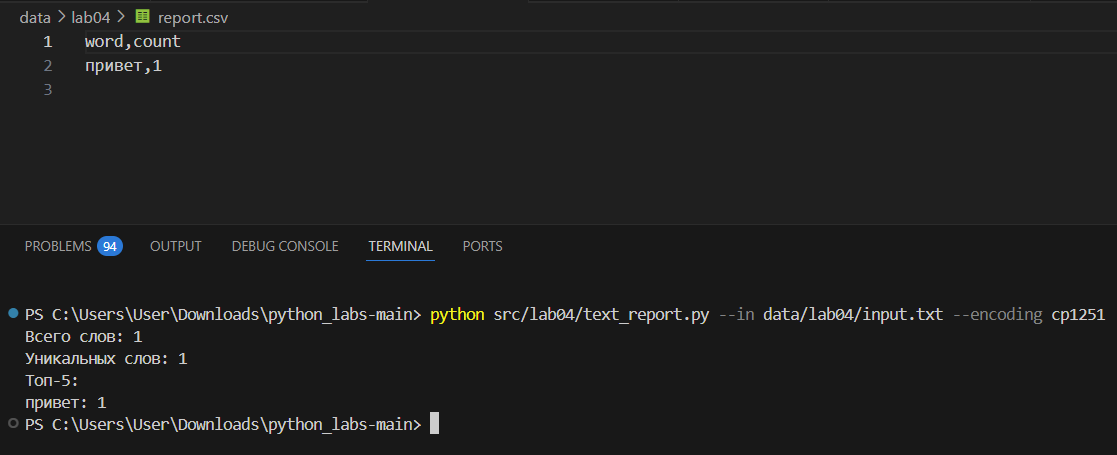 data > lab04 > report.csv
1 word,count
2 привет,1
3
PROBLEMS 94 OUTPUT DEBUG CONSOLE TERMINAL PORTS
PS C:\Users\User\Downloads\python_labs-main> python src/lab04/text_report.py --in data/lab04/input.txt --encoding cp1251
Всего слов: 1
Уникальных слов: 1
Топ-5:
привет: 1
PS C:\Users\User\Downloads\python_labs-main>